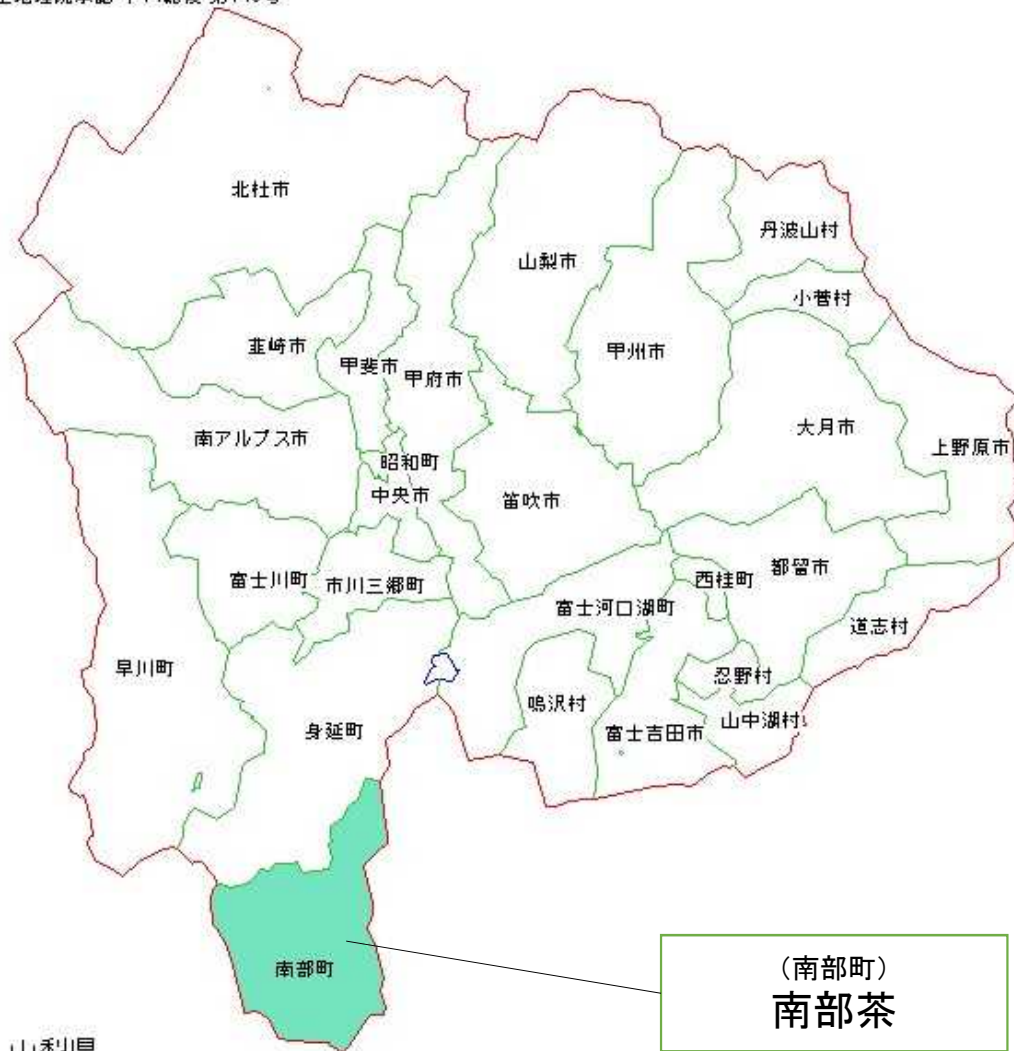 北杜市
丹波山村
山梨市
小菅村
韮崎市
甲斐市
甲府市
甲州市
南アルプス市
大月市
上野原市
昭和町
中央市
笛吹市
富士川町
市川三郷町
西桂町
都留市
富士河口湖町
道志村
早川町
忍野村
鳴沢村
山中湖村
身延町
富士吉田市
南部町
(南部町)
南部茶